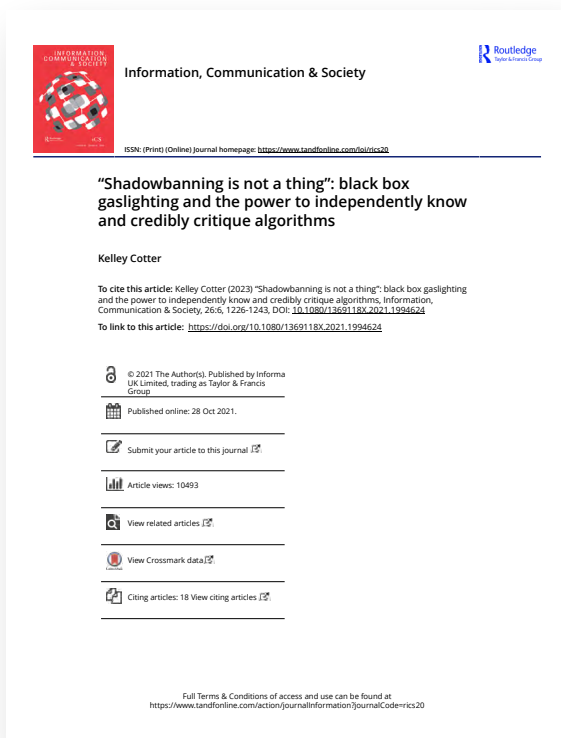 INFORMATION,
COMMUNICATION
& SOCIETY
Routledge
Taylor & Francis Group
Information, Communication & Society
ISSN: (Print) (Online) Journal homepage: https://www.tandfonline.com/loi/rics20
“Shadowbanning is not a thing”: black box
gaslighting and the power to independently know
and credibly critique algorithms
Kelley Cotter
To cite this article: Kelley Cotter (2023) “Shadowbanning is not a thing”: black box gaslighting
and the power to independently know and credibly critique algorithms, Information,
Communication & Society, 26:6, 1226-1243, DOI: 10.1080/1369118X.2021.1994624
To link to this article: https://doi.org/10.1080/1369118X.2021.1994624
© 2021 The Author(s). Published by Informa
UK Limited, trading as Taylor & Francis
Group
Published online: 28 Oct 2021.
Submit your article to this journal
Article views: 10493
View related articles
View Crossmark data
Citing articles: 18 View citing articles
Full Terms & Conditions of access and use can be found at
https://www.tandfonline.com/action/journalInformation?journalCode=rics20